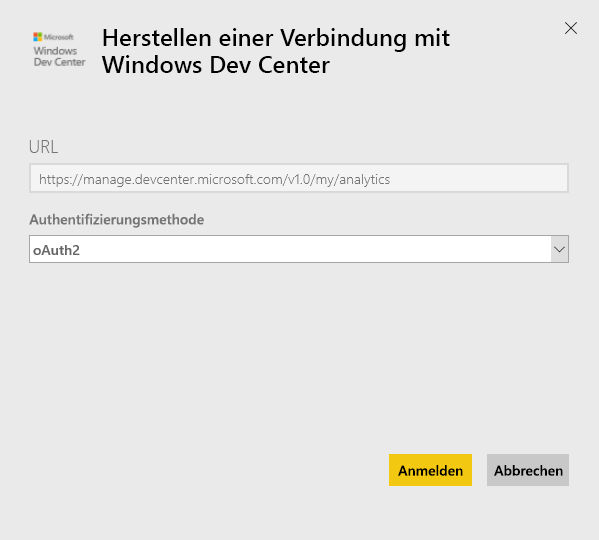 Microsoft
Windows
Dev Center
Herstellen einer Verbindung mit
Windows Dev Center
URL
https://manage.devcenter.microsoft.com/v1.0/my/analytics
Authentifizierungsmethode
oAuth2
Anmelden
Abbrechen